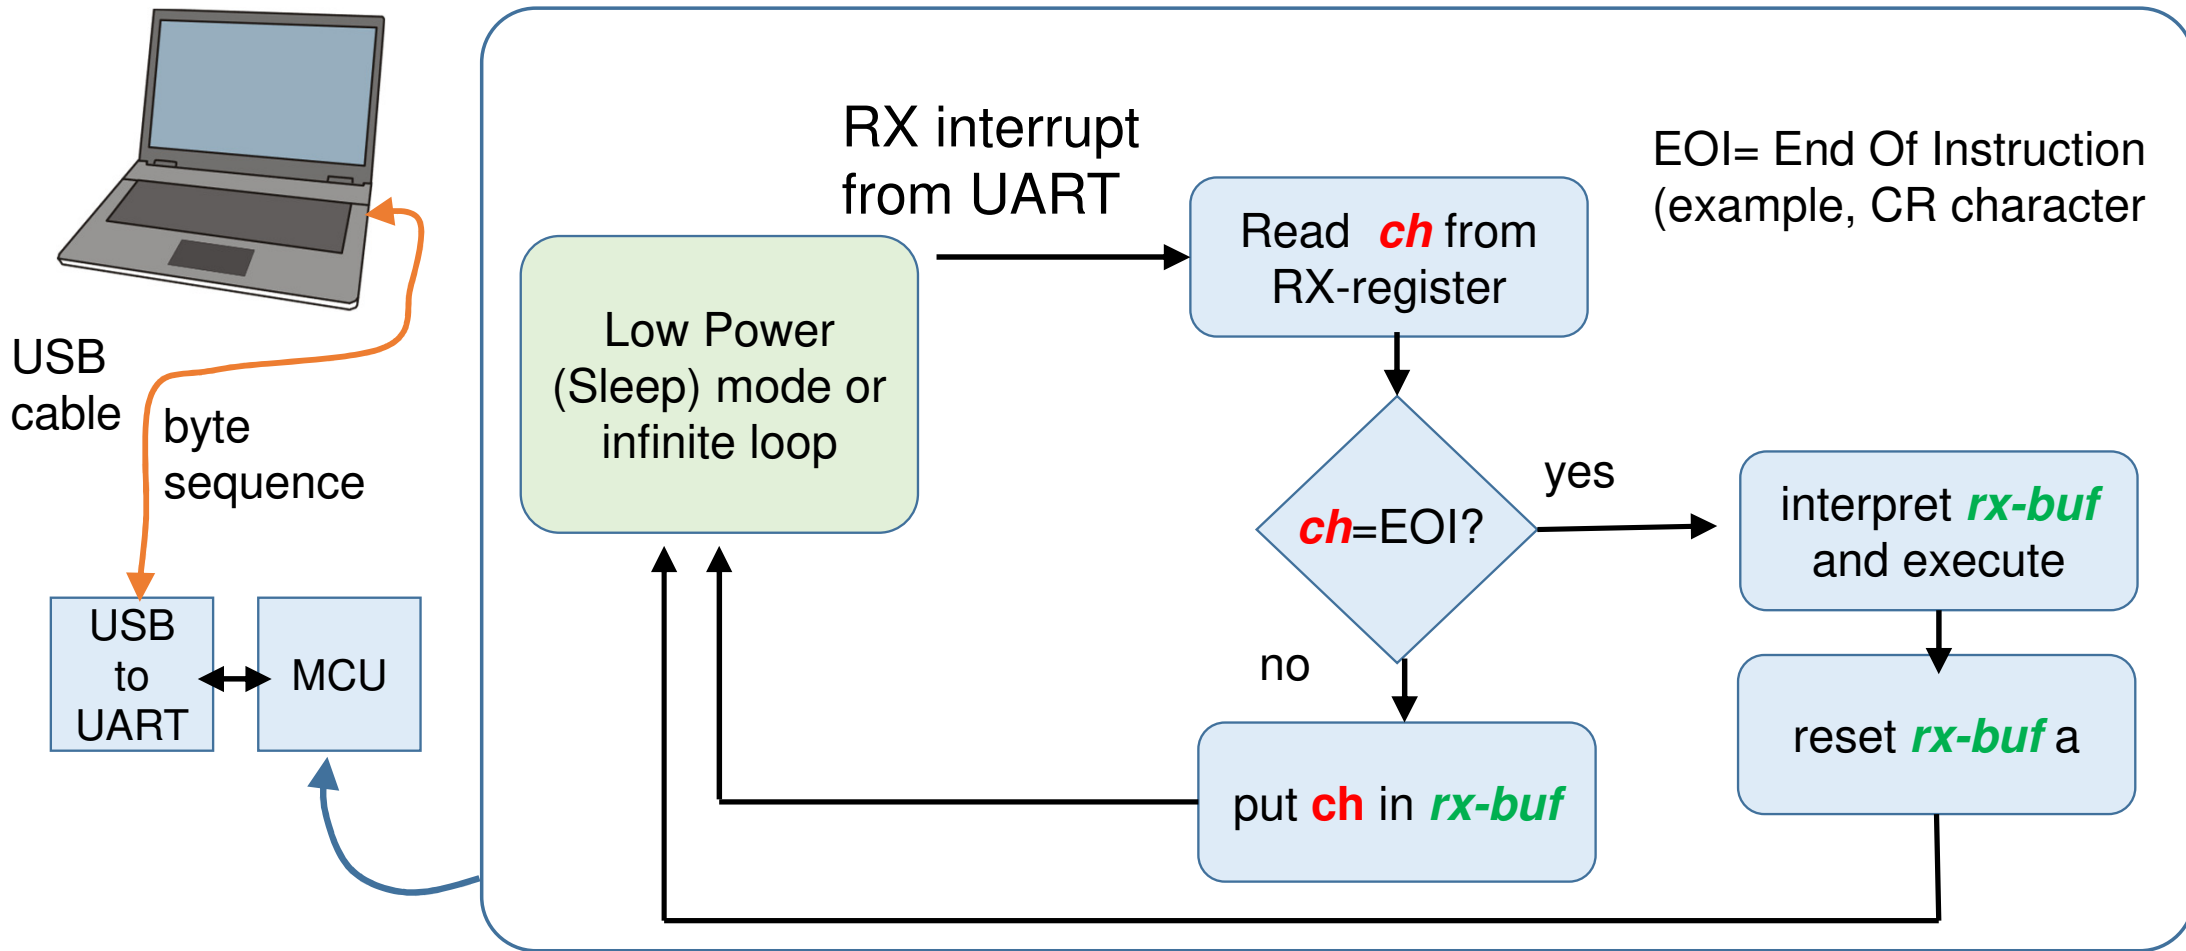 USB
cable
byte
sequence
USB
to
UART
MCU
RX interrupt
from UART
EOI= End Of Instruction
(example, CR character
Low Power
(Sleep) mode or
infinite loop
Read ch from
RX-register
ch=EOI?
yes
no
interpret rx-buf
and execute
reset rx-buf a
put ch in rx-buf